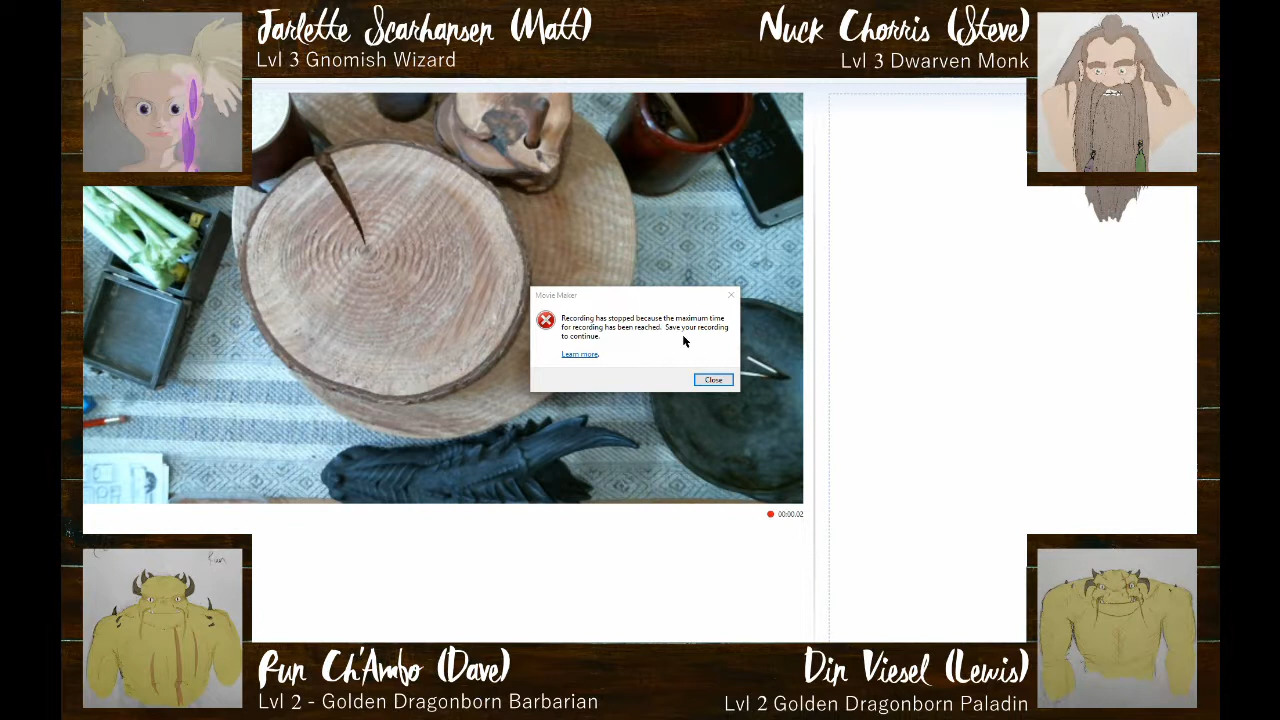 Jarlette Scarhansen (Matt)
Lvl 3 Gnomish Wizard
Nuck Chorris (Steve)
Lvl 3 Dwarven Monk
Movie Maker
Recording has stopped because the maximum time
for recording has been reached. Save your recording
to continue.
Learn more.
Close
00:00.02
Run Ch'Ambo (Dave)
Lvl 2 - Golden Dragonborn Barbarian
Din Viesel (Lewis)
Lvl 2 Golden Dragonborn Paladin